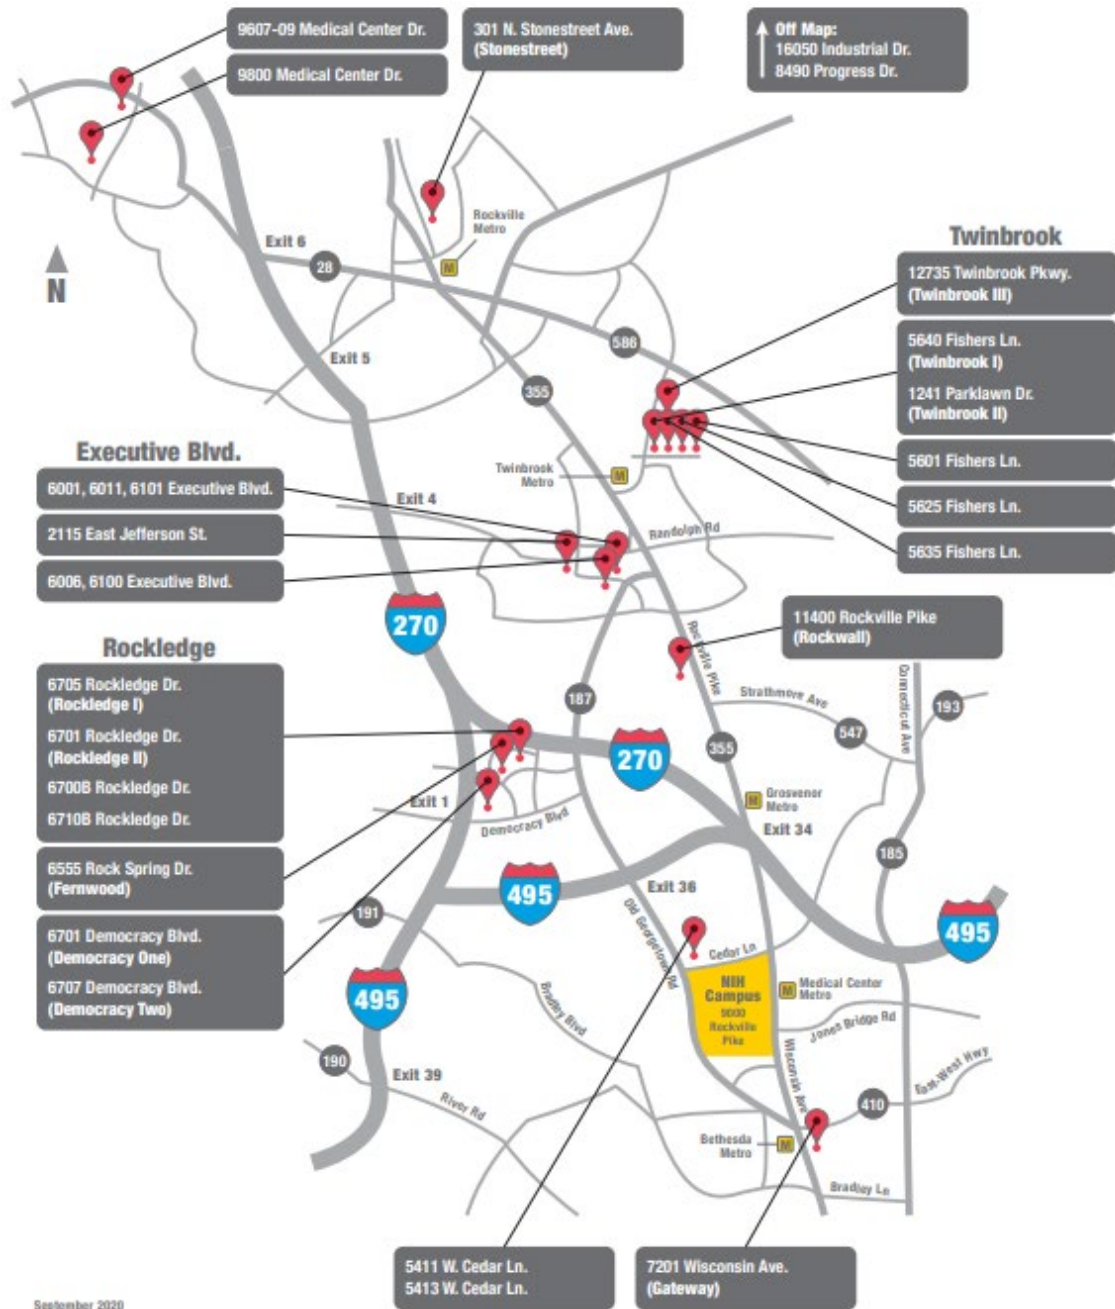 9607-09 Medical Center Dr.
9800 Medical Center Dr.
301 N. Stonestreet Ave.
(Stonestreet)
Off Map:
16050 Industrial Dr.
8490 Progress Dr.
Rockville
Metro
M
Exit 6
28
N
Exit 5
586
355
Twinbrook
12735 Twinbrook Pkwy.
(Twinbrook III)
5640 Fishers Ln.
(Twinbrook I)
1241 Parklawn Dr.
(Twinbrook II)
5601 Fishers Ln.
5625 Fishers Ln.
5635 Fishers Ln.
Executive Blvd.
6001, 6011, 6101 Executive Blvd.
2115 East Jefferson St.
6006, 6100 Executive Blvd.
Twinbrook
Metro
M
Exit 4
Randolph Rd
270
11400 Rockville Pike
(Rockwall)
Rockville Pike
Rockledge
6705 Rockledge Dr.
(Rockledge I)
6701 Rockledge Dr.
(Rockledge II)
6700B Rockledge Dr.
6710B Rockledge Dr.
6555 Rock Spring Dr.
(Fernwood)
6701 Democracy Blvd.
(Democracy One)
6707 Democracy Blvd.
(Democracy Two)
187
Strathmore Ave
Connecticut Ave
193
547
355
270
Grosvenor
Metro
M
Exit 1
Democracy Blvd
Exit 34
185
495
Exit 36
191
Old Georgetown Rd
495
Cedar Ln
NIH
Campus
9000
Rockville
Pike
M
Medical Center
Metro
495
Bradley Blvd
Jones Bridge Rd
190
Exit 39
River Rd
Wisconsin Ave
East-West Hwy
410
Bethesda
Metro
M
Bradley Ln
5411 W. Cedar Ln.
5413 W. Cedar Ln.
7201 Wisconsin Ave.
(Gateway)
September 2020